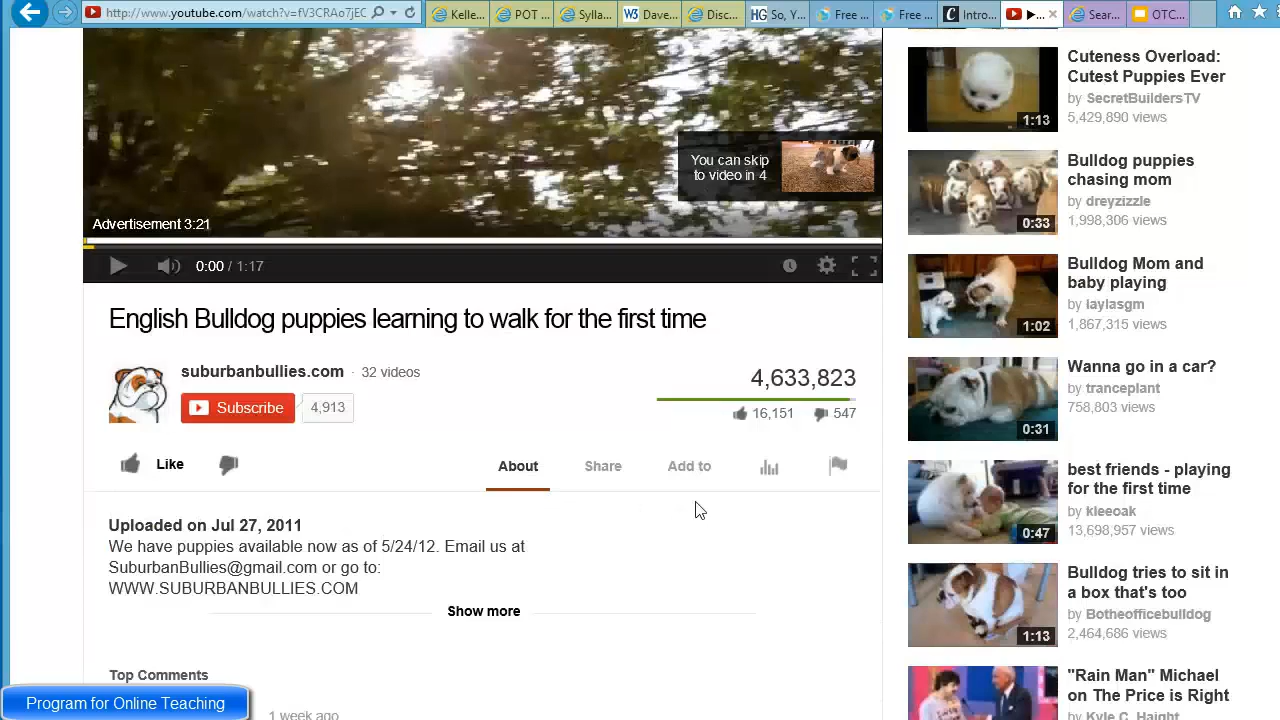 http://www.youtube.com/watch?v=fV3CRAo7jEC
Kelle...
POT ...
Sylla...
W3 Dave...
Disc...
HG So, Y...
Free ...
Free ...
Intro...
...
Sear...
OTC...
You can skip
to video in 4
Advertisement 3:21
0:00 / 1:17
English Bulldog puppies learning to walk for the first time
suburbanbullies.com · 32 videos
Subscribe 4,913
4,633,823
16,151 547
Like
About Share Add to
Uploaded on Jul 27, 2011
We have puppies available now as of 5/24/12. Email us at
SuburbanBullies@gmail.com or go to:
WWW.SUBURBANBULLIES.COM
Show more
Top Comments
1 week ago
Program for Online Teaching
Cuteness Overload:
Cutest Puppies Ever
by SecretBuildersTV
5,429,890 views
1:13
Bulldog puppies
chasing mom
by dreyzizzle
1,998,306 views
0:33
Bulldog Mom and
baby playing
by laylasgm
1,867,315 views
1:02
Wanna go in a car?
by tranceplant
758,803 views
0:31
best friends - playing
for the first time
by kleeoak
13,698,957 views
0:47
Bulldog tries to sit in
a box that's too
by Botheofficebulldog
2,464,686 views
1:13
"Rain Man" Michael
on The Price is Right
by Kyle C. Haight